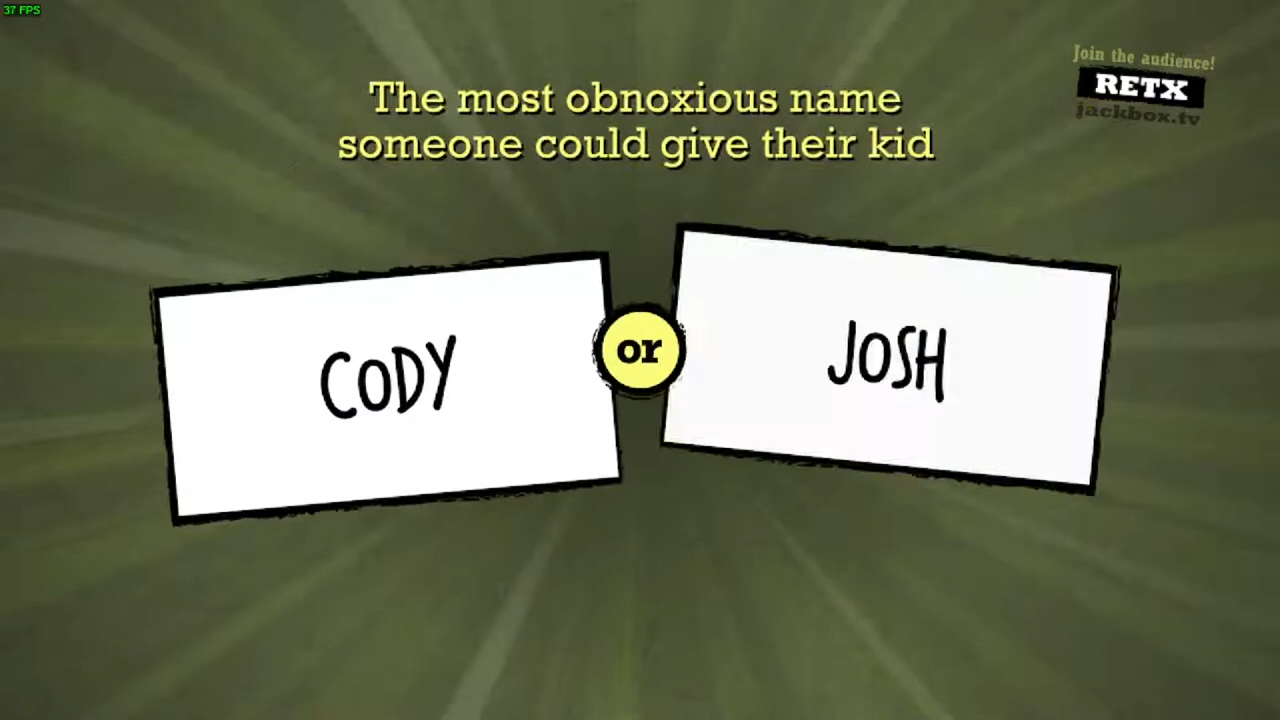 37 FPS
Join the audience!
RETX
jackbox.tv
The most obnoxious name
someone could give their kid
CODY
or
JOSH